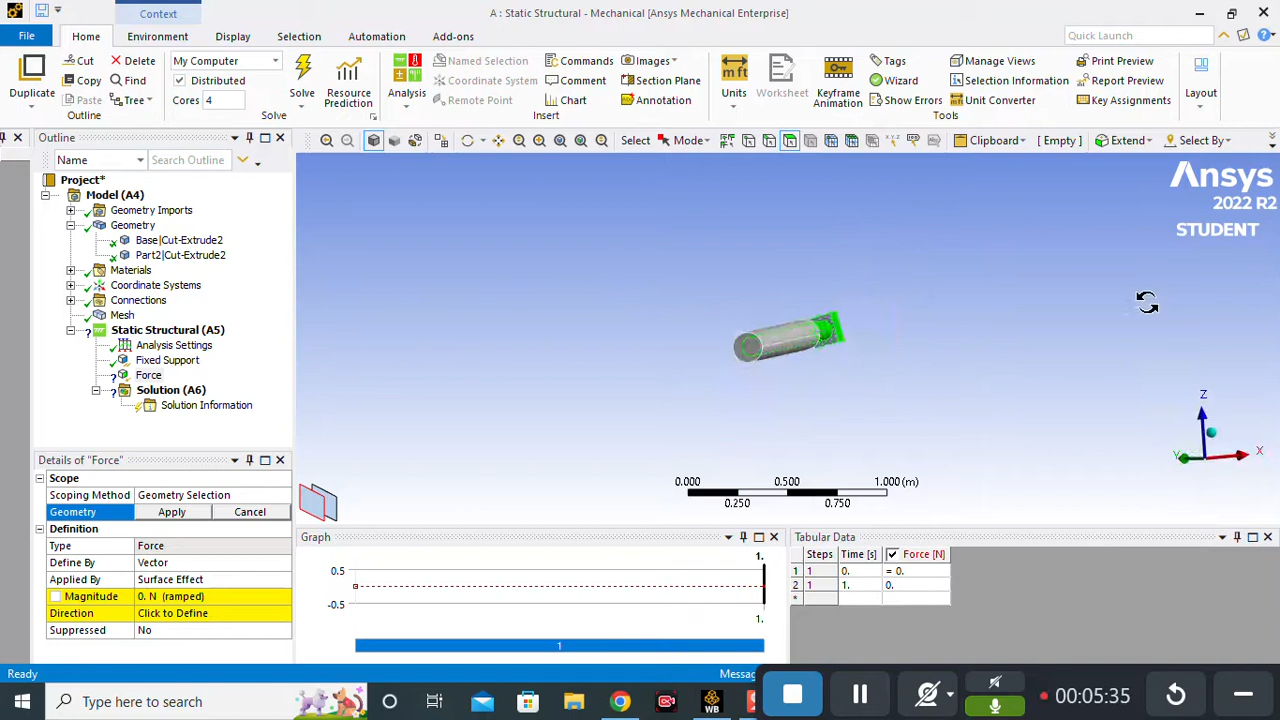 Context
A : Static Structural - Mechanical [Ansys Mechanical Enterprise]
File Home Environment Display Selection Automation Add-ons Quick Launch
Cut Delete My Computer Named Selection Commands Images Tags Manage Views Print Preview
Copy Find Distributed Coordinate System Comment Section Plane Wizard Selection Information Report Preview
Duplicate Paste Tree Cores 4 Solve Resource Prediction Analysis Remote Point Chart Annotation Units Worksheet Keyframe Animation Show Errors Unit Converter Key Assignments Layout
Outline Solve Insert Tools
Outline Select Mode Clipboard [ Empty ] Extend Select By
Name Search Outline
Project*
Model (A4)
Geometry Imports
Geometry
Base|Cut-Extrude2
Part2|Cut-Extrude2
Materials
Coordinate Systems
Connections
Mesh
Static Structural (A5)
Analysis Settings
Fixed Support
Force
Solution (A6)
Solution Information
Ansys
2022 R2
STUDENT
Z
Y X
0.000 0.500 1.000 (m)
0.250 0.750
Details of "Force"
Scope
Scoping Method Geometry Selection
Geometry Apply Cancel
Definition
Type Force
Define By Vector
Applied By Surface Effect
Magnitude 0. N (ramped)
Direction Click to Define
Suppressed No
Graph
1.
0.5
-0.5
1.
1
Tabular Data
Steps Time [s] Force [N]
1 1 0. = 0.
2 1 1. 0.
*
Ready
Type here to search
WB
00:05:35